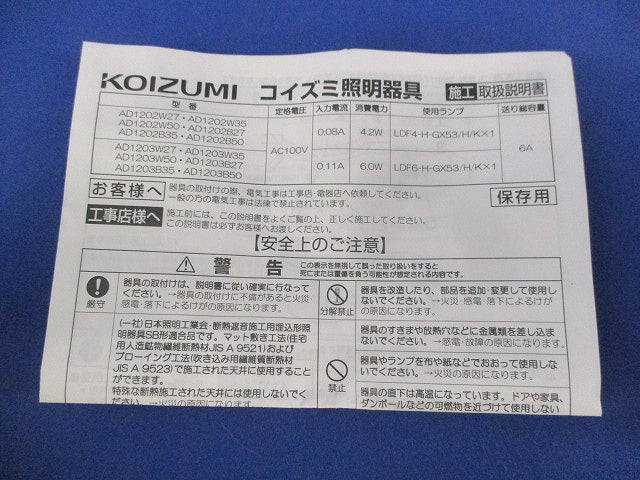 KOIZUMI コイズミ照明器具 施工 取扱説明書
型番 定格電圧 入力電流 消費電力 使用ランプ 送り総容量
AD1202W27・AD1202W35
AD1202W50・AD1202B27
AD1202B35・AD1202B50
AC100V 0.08A 4.2W LDF4-H-GX53/H/K×1 6A
AD1203W27・AD1203W35
AD1203W50・AD1203B27
AD1203B35・AD1203B50
0.11A 6.0W LDF6-H-GX53/H/K×1
お客様へ 器具の取付けの際、電気工事は工事店・電器店へ依頼してください。
一般の方の電気工事は法律で禁止されています。
保存用
工事店様へ 施工前には、この説明書をよくご覧の上、正しく施工してください。
この説明書は必ずお客様へお渡しください。
【安全上のご注意】
警告 この表示を無視して誤った取り扱いをすると
死亡または重傷を負う可能性が想定される内容です。
厳守
器具の取付けは、説明書に従い確実に行なって
ください。→器具の取付けに不備があると火災・
感電・落下によるけがの原因になります。
(一社)日本照明工業会・断熱遮音施工用埋込形照
明器具SB形適合品です。マット敷き工法(住宅
用人造鉱物繊維断熱材JIS A 9521)および
ブローイング工法(吹き込み用繊維質断熱材
JIS A 9523)で施工された天井に使用すること
ができます。
特殊な断熱施工された天井には使用しないでく
ださい。→火災の原因になります。
分解禁止
器具を改造したり、部品を追加・変更して使用しな
いでください。→火災・感電・落下によるけが
の原因になります。
禁止
器具のすきまや放熱穴などに金属類を差し込ま
ないでください。→感電・故障の原因になります。
器具やランプを布や紙などでおおって使用しな
いでください。→火災の原因になります。
器具の直下は高温になっています。ドアや家具、
ダンボールなどの可燃物を近づけて使用しない